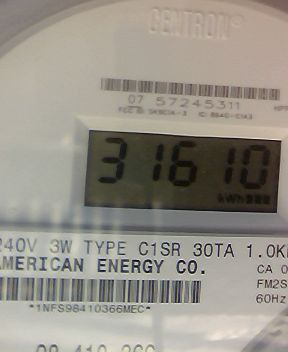 CENTRON®
07 57245311
31610
kWh
240V 3W TYPE C1SR 30TA 1.0K
AMERICAN ENERGY CO.
CA 0
FM2S
60Hz
*1NFS98410366MEC*